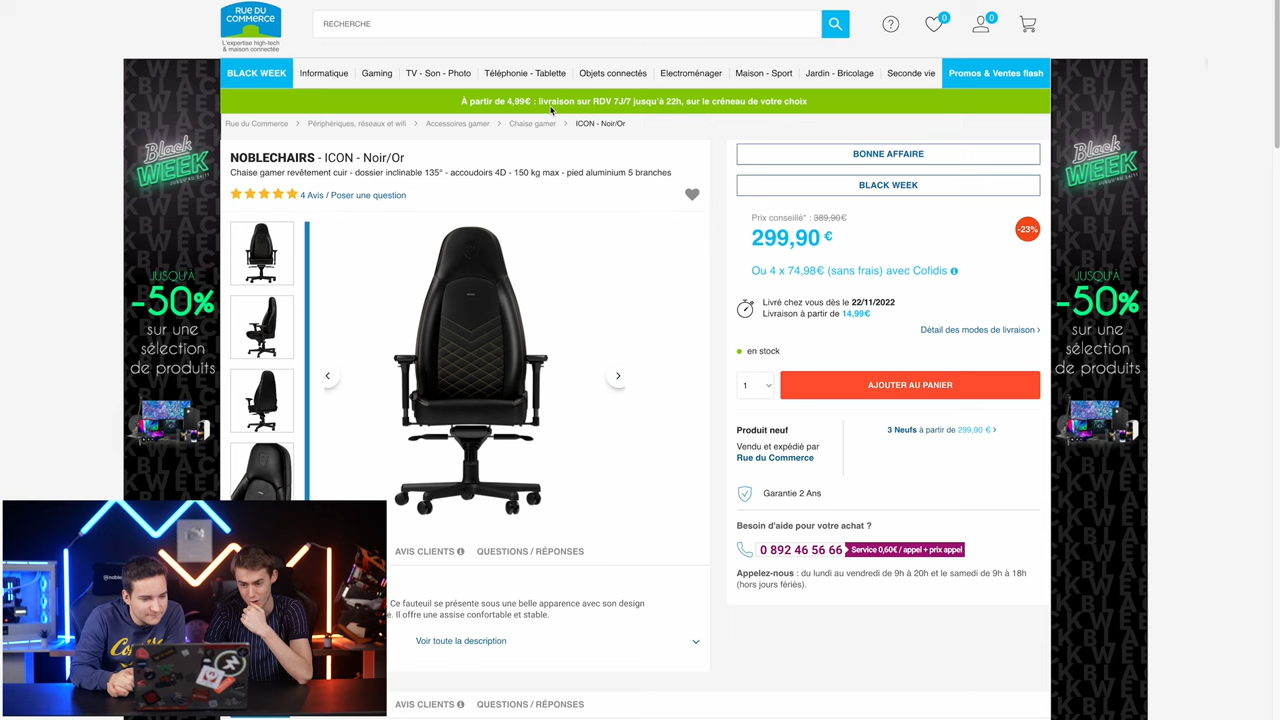 RUE DU
COMMERCE
L'expertise high-tech
& maison connectée
RECHERCHE
?
0
0
BLACK WEEK
Informatique
Gaming
TV - Son - Photo
Téléphonie - Tablette
Objets connectés
Electroménager
Maison - Sport
Jardin - Bricolage
Seconde vie
Promos & Ventes flash
À partir de 4,99€ : livraison sur RDV 7J/7 jusqu'à 22h, sur le créneau de votre choix
Rue du Commerce > Périphériques, réseaux et wifi > Accessoires gamer > Chaise gamer > ICON - Noir/Or
Black
WEEK
JUSQU'À
-50%
sur une
sélection
de produits
NOBLECHAIRS - ICON - Noir/Or
Chaise gamer revêtement cuir - dossier inclinable 135° - accoudoirs 4D - 150 kg max - pied aluminium 5 branches
4 Avis / Poser une question
BONNE AFFAIRE
BLACK WEEK
Prix conseillé* : 389,90€
299,90 €
-23%
Ou 4 x 74,98€ (sans frais) avec Cofidis
Livré chez vous dès le 22/11/2022
Livraison à partir de 14,99€
Détail des modes de livraison >
en stock
1
AJOUTER AU PANIER
Produit neuf
Vendu et expédié par
Rue du Commerce
3 Neufs à partir de 299,90 € >
Garantie 2 Ans
Besoin d'aide pour votre achat ?
0 892 46 56 66
Service 0,60€ / appel + prix appel
Appelez-nous : du lundi au vendredi de 9h à 20h et le samedi de 9h à 18h
(hors jours fériés).
Black
WEEK
JUSQU'À
-50%
sur une
sélection
de produits
AVIS CLIENTS
QUESTIONS / RÉPONSES
Ce fauteuil se présente sous une belle apparence avec son design
e. Il offre une assise confortable et stable.
Voir toute la description
AVIS CLIENTS
QUESTIONS / RÉPONSES